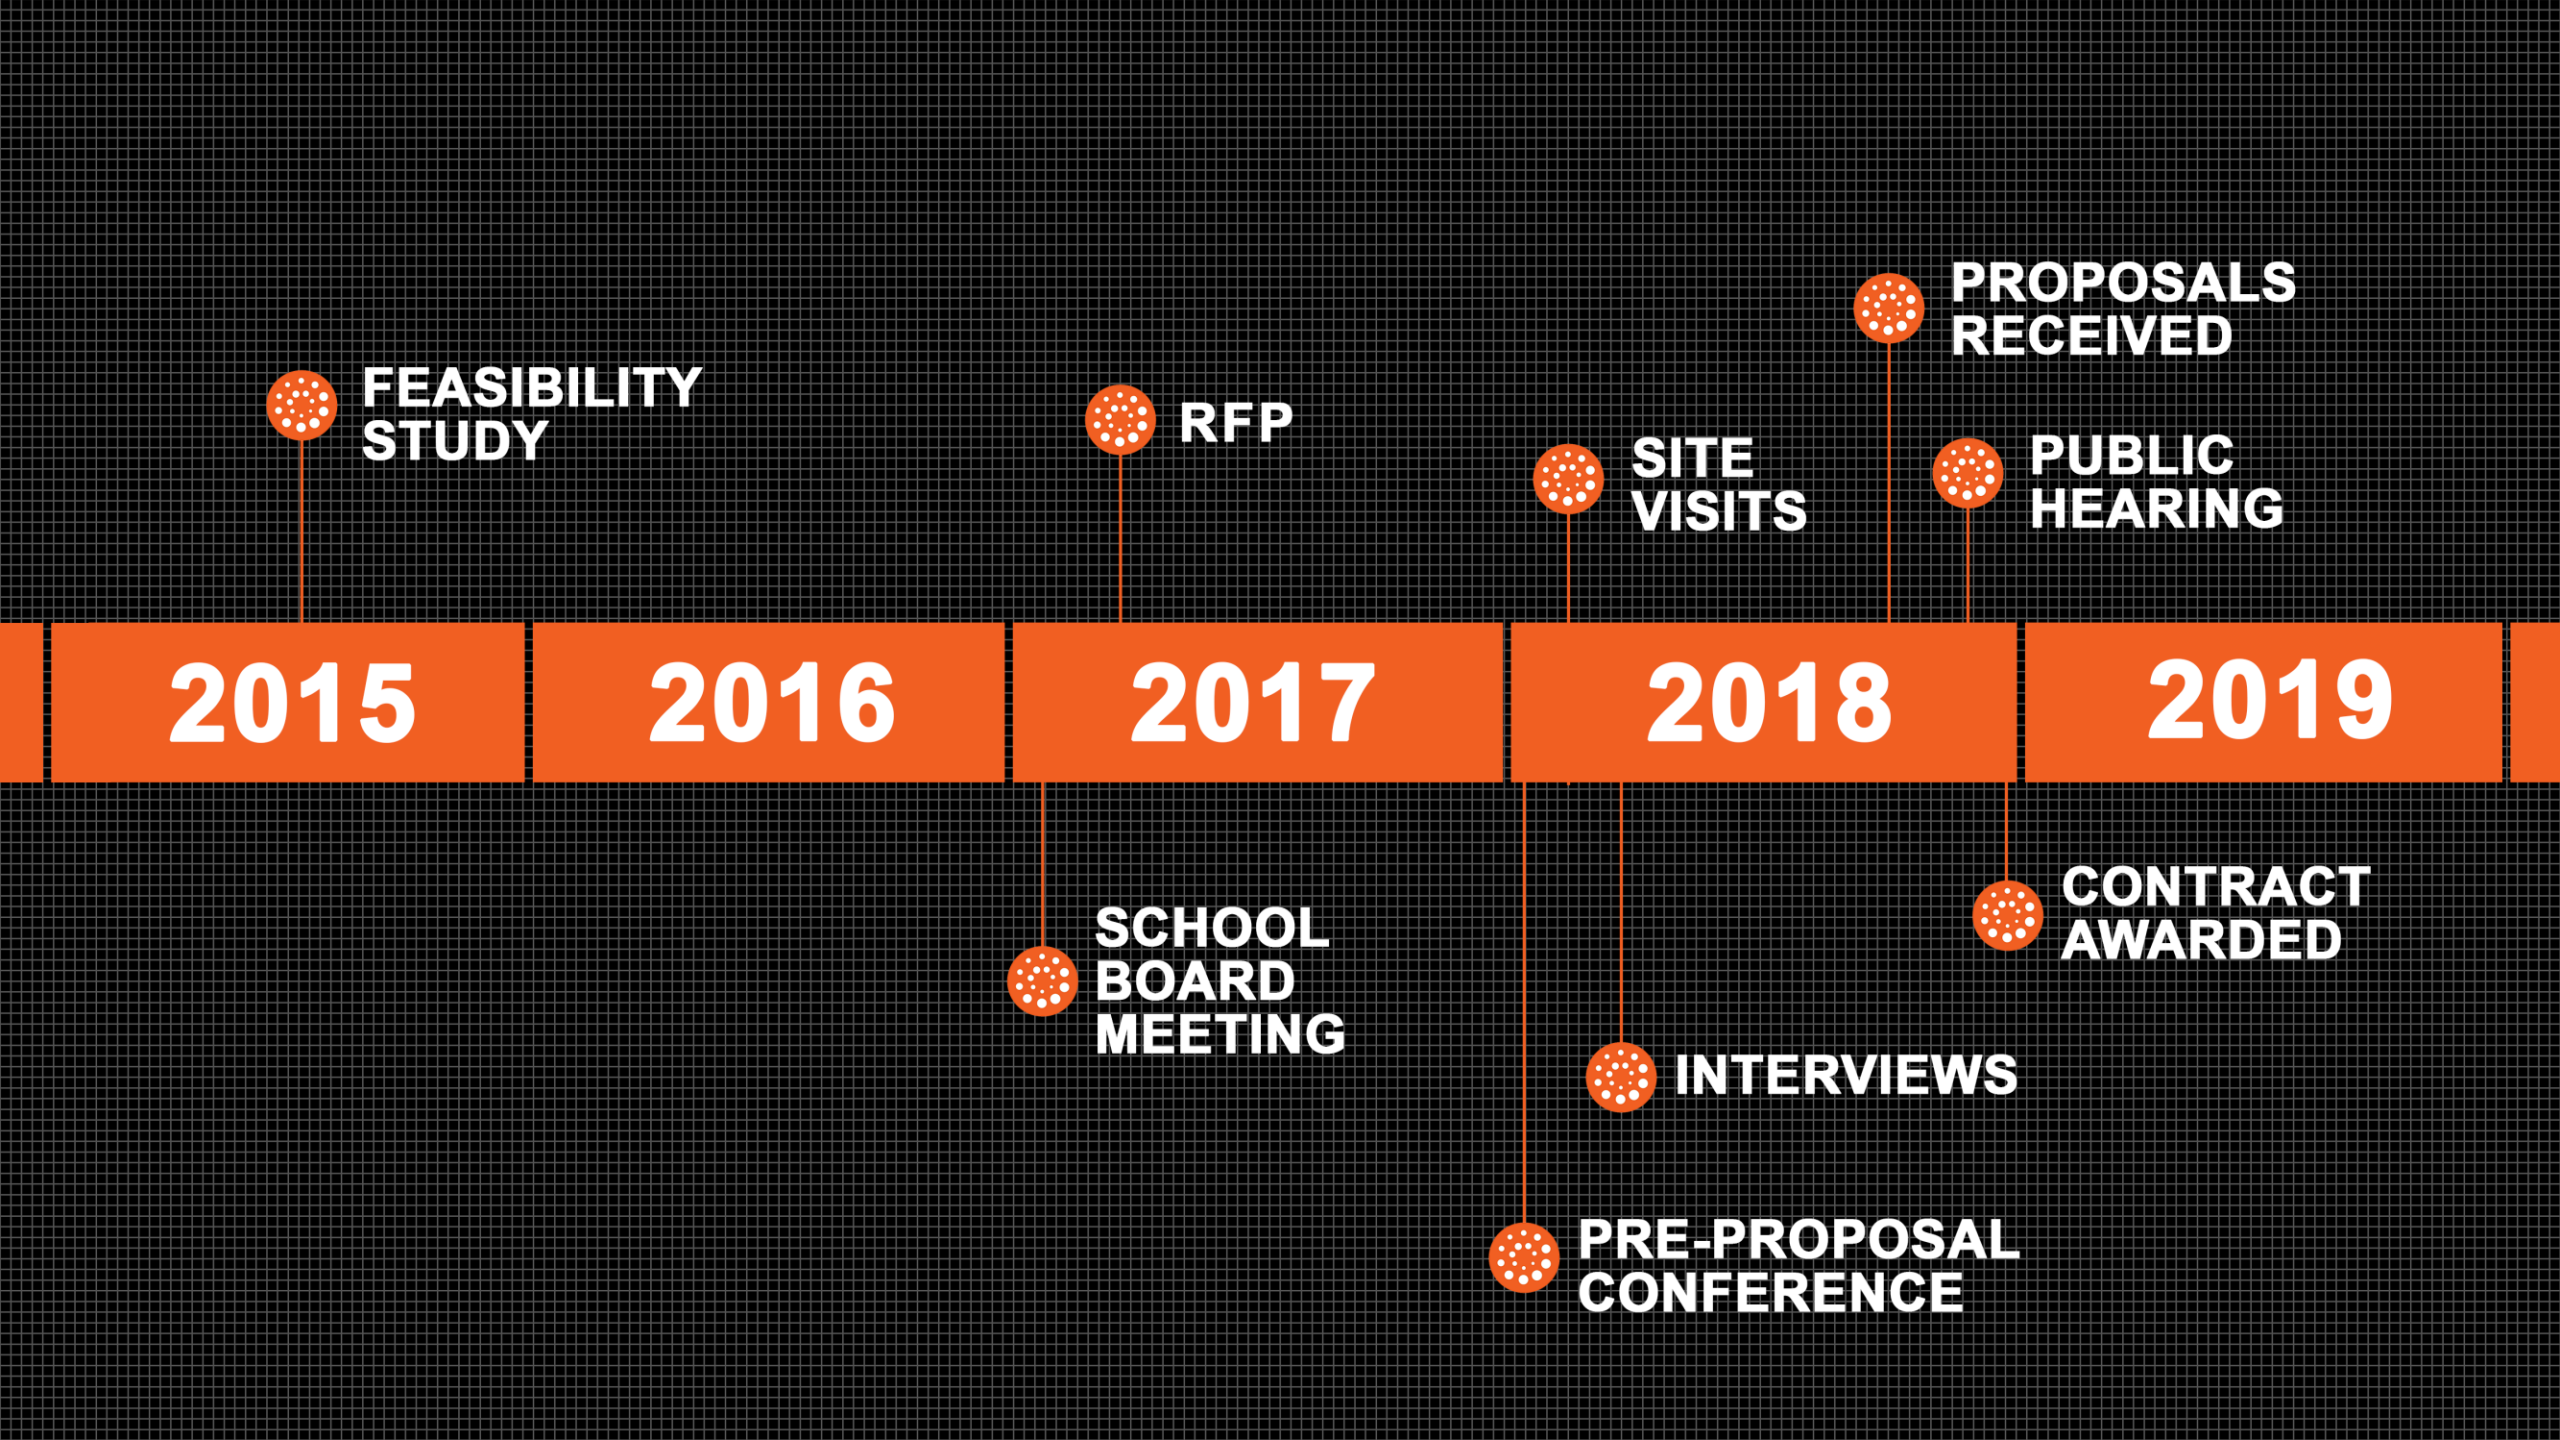 PROPOSALS
RECEIVED
FEASIBILITY
STUDY
RFP
SITE
VISITS
PUBLIC
HEARING
2015
2016
2017
2018
2019
SCHOOL
BOARD
MEETING
CONTRACT
AWARDED
INTERVIEWS
PRE-PROPOSAL
CONFERENCE